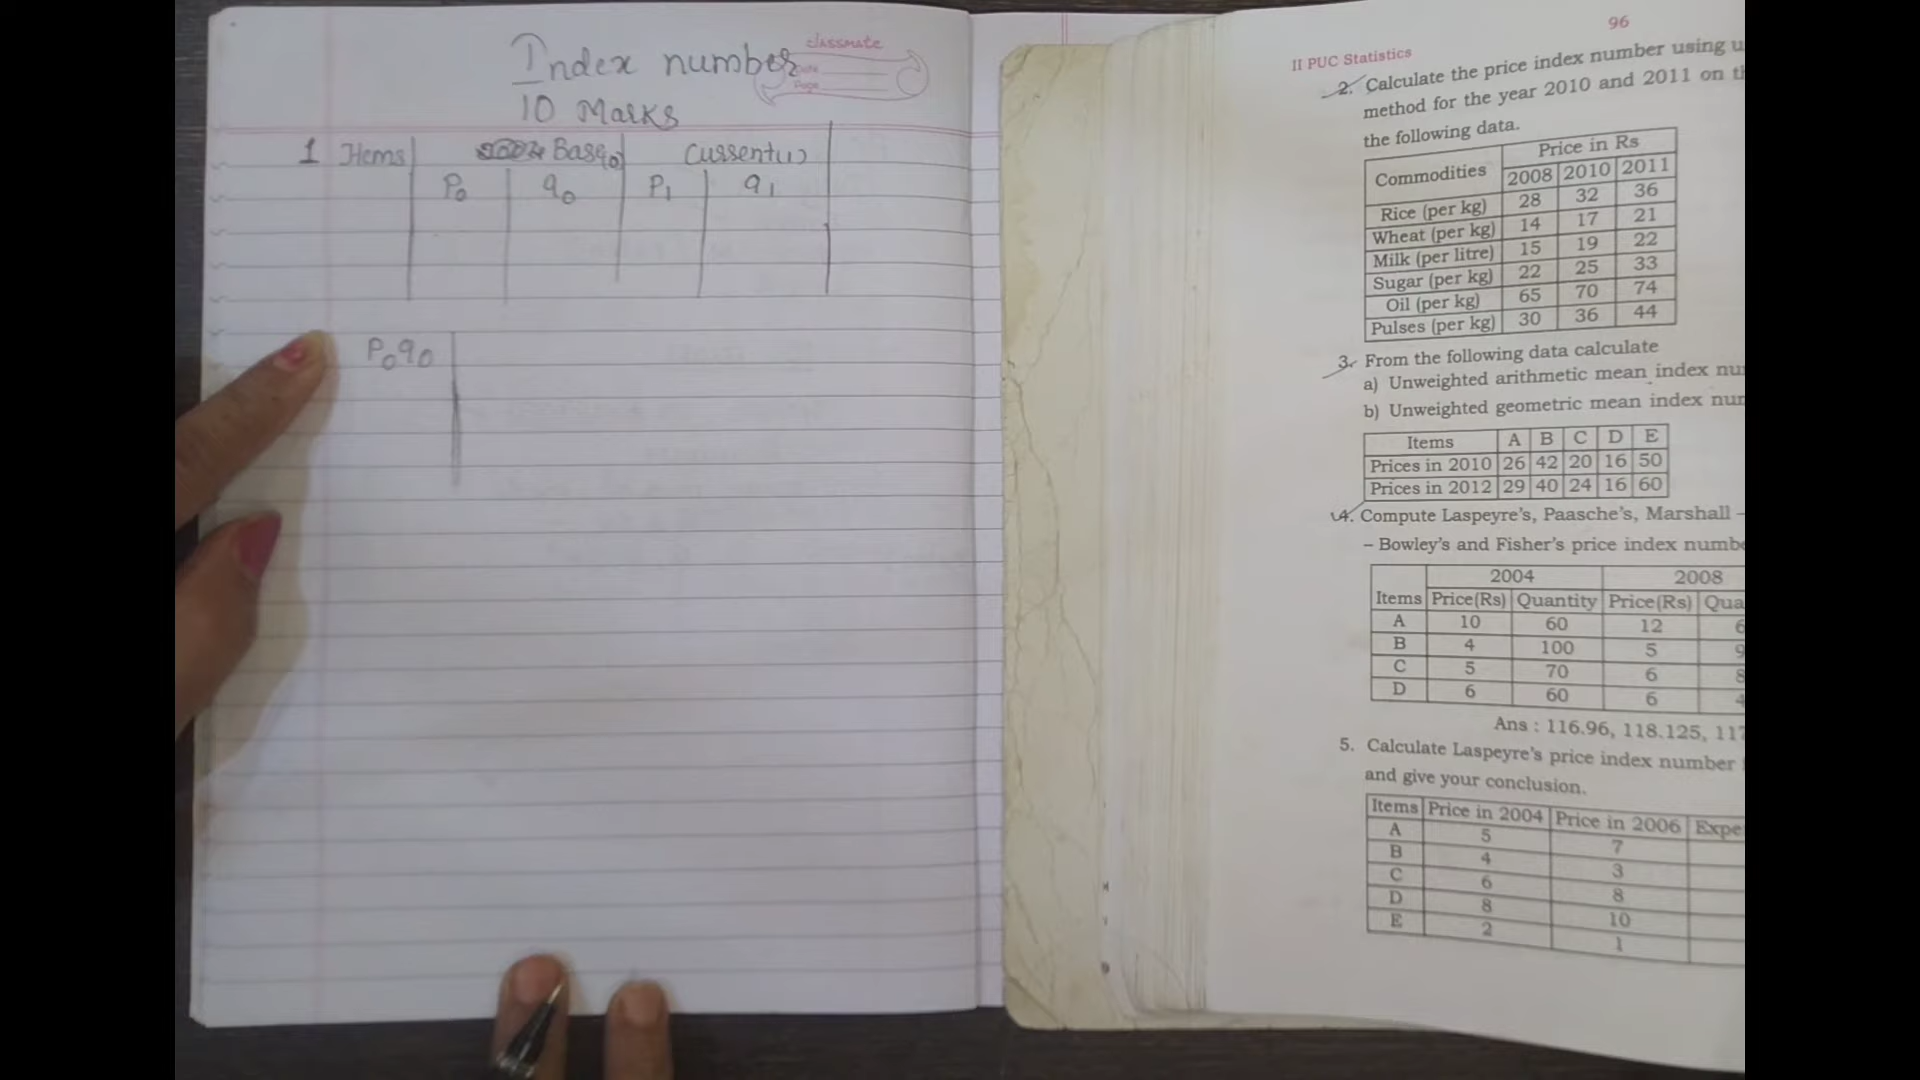 Index number
classmate
Date
Page
10 Marks
1 Items Base(0) Current(1)
P0 q0 P1 q1
P0q0
96
II PUC Statistics
2. Calculate the price index number using
method for the year 2010 and 2011 on
the following data.
Commodities Price in Rs
2008 2010 2011
Rice (per kg) 28 32 36
Wheat (per kg) 14 17 21
Milk (per litre) 15 19 22
Sugar (per kg) 22 25 33
Oil (per kg) 65 70 74
Pulses (per kg) 30 36 44
3. From the following data calculate
a) Unweighted arithmetic mean index
b) Unweighted geometric mean index
Items A B C D E
Prices in 2010 26 42 20 16 50
Prices in 2012 29 40 24 16 60
4. Compute Laspeyre's, Paasche's, Marshall –
– Bowley's and Fisher's price index
2004 2008
Items Price(Rs) Quantity Price(Rs)
A 10 60 12
B 4 100 5
C 5 70 6
D 6 60 6
Ans : 116.96, 118.125,
5. Calculate Laspeyre's price index number
and give your conclusion.
Items Price in 2004 Price in 2006
A 5 7
B 4 3
C 6 8
D 8 10
E 2 1